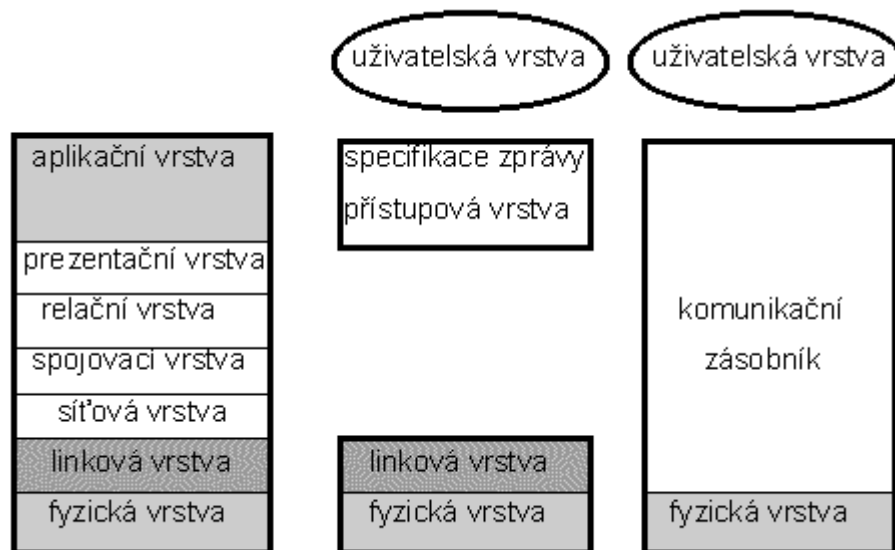 uživatelská vrstva
uživatelská vrstva
aplikační vrstva
prezentační vrstva
relační vrstva
spojovaci vrstva
síťová vrstva
linková vrstva
fyzická vrstva
specifikace zprávy
přístupová vrstva
linková vrstva
fyzická vrstva
komunikační
zásobník
fyzická vrstva